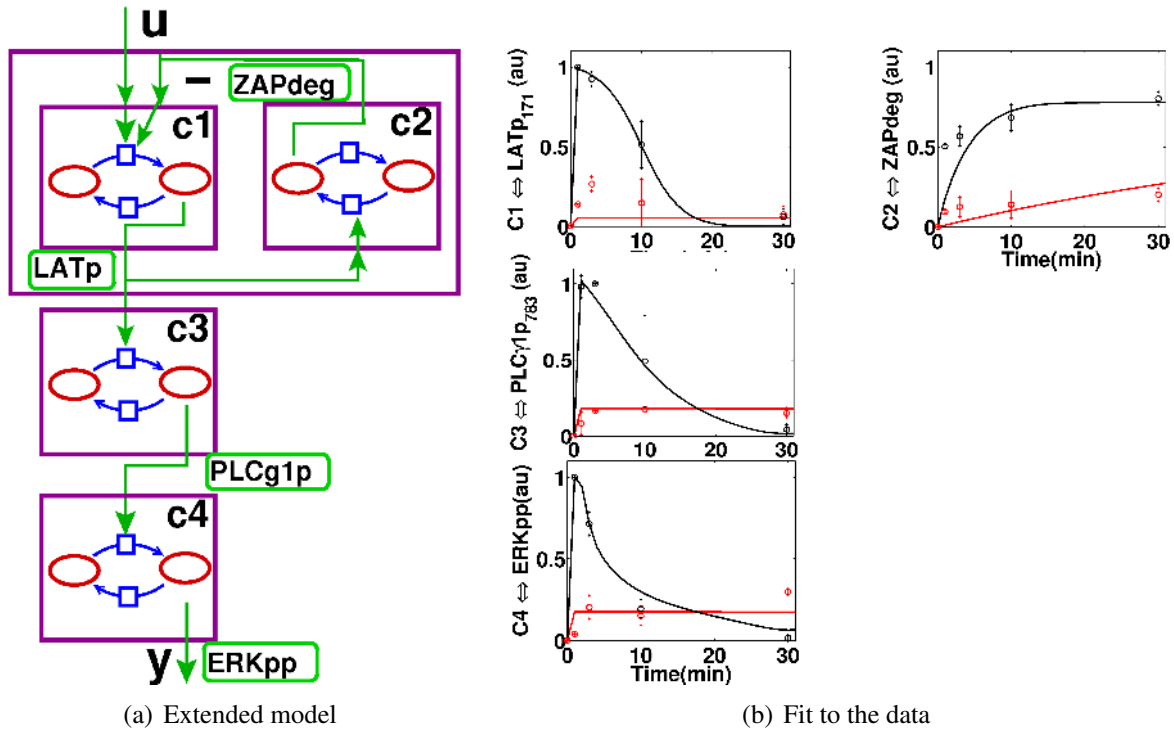 u
–
ZAPdeg
c1
c2
LATp
c3
PLCg1p
c4
y
ERKpp
(a) Extended model
C1 ⇔ LATp171 (au)
1
0.5
0
0 10 20 30
C2 ⇔ ZAPdeg (au)
1
0.5
0
0 10 20 30
Time(min)
C3 ⇔ PLCγ1p783 (au)
1
0.5
0
0 10 20 30
C4 ⇔ ERKpp(au)
1
0.5
0
0 10 20 30
Time(min)
(b) Fit to the data